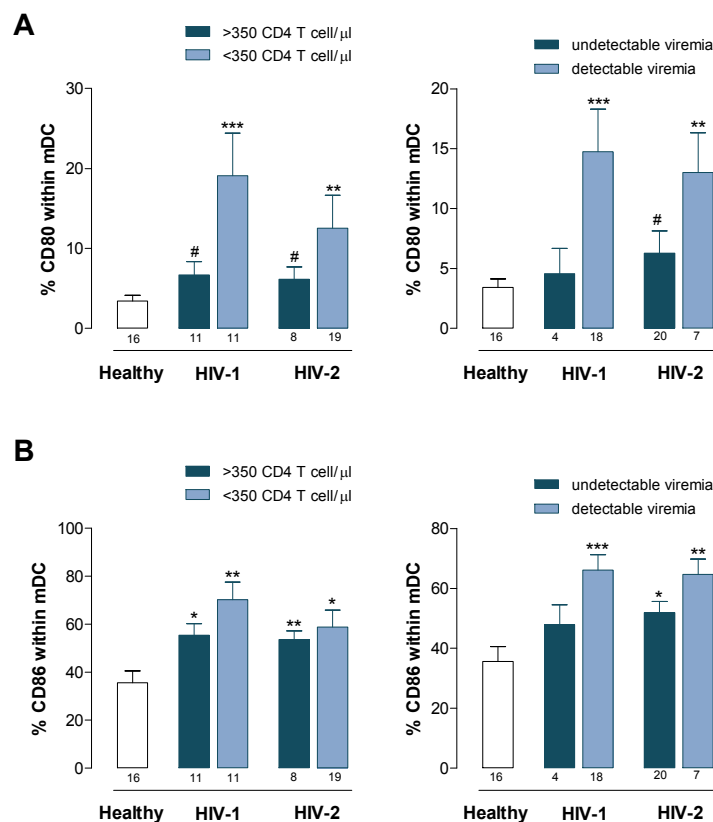 A
>350 CD4 T cell/µl
<350 CD4 T cell/µl
% CD80 within mDC
30
20
10
0
#
***
#
**
16
11
11
8
19
Healthy
HIV-1
HIV-2
undetectable viremia
detectable viremia
% CD80 within mDC
20
15
10
5
0
***
#
**
16
4
18
20
7
Healthy
HIV-1
HIV-2
B
>350 CD4 T cell/µl
<350 CD4 T cell/µl
% CD86 within mDC
100
80
60
40
20
0
*
**
**
*
16
11
11
8
19
Healthy
HIV-1
HIV-2
undetectable viremia
detectable viremia
% CD86 within mDC
80
60
40
20
0
***
*
**
16
4
18
20
7
Healthy
HIV-1
HIV-2